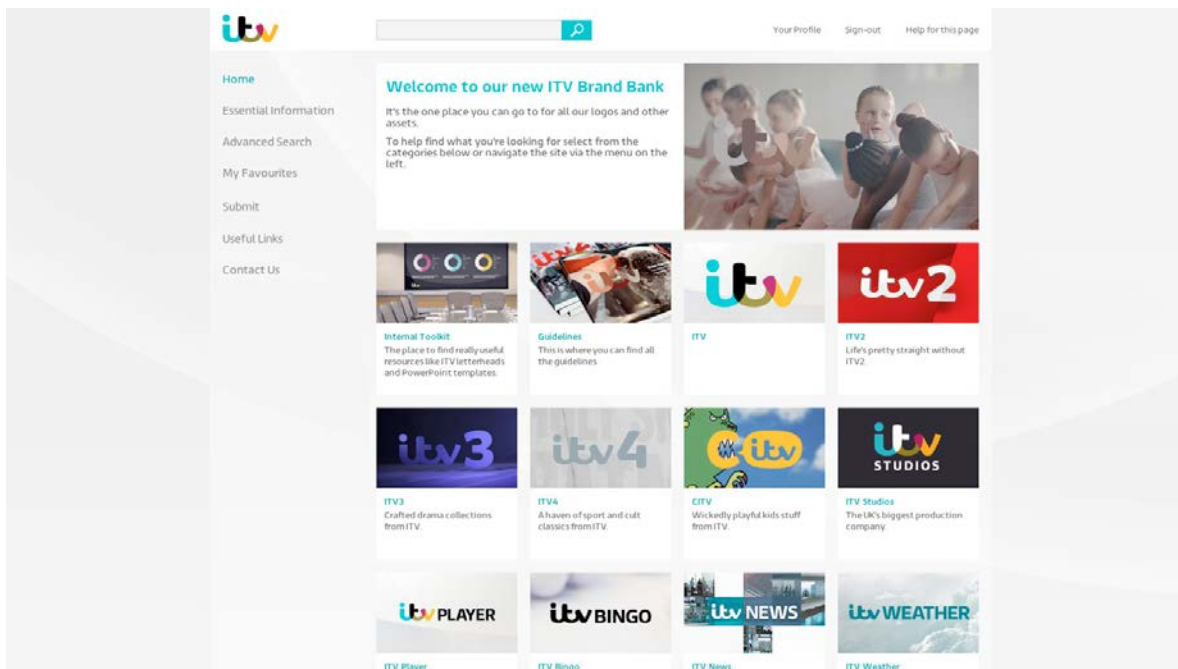 itv
Your Profile
Sign-out
Help for this page
Home
Essential Information
Advanced Search
My Favourites
Submit
Useful Links
Contact Us
Welcome to our new ITV Brand Bank
It's the one place you can go to for all our logos and other
assets.
To help find what you're looking for select from the
categories below or navigate the site via the menu on the
left.
itv
itv
itv2
Internal Toolkit
The place to find really useful
resources like ITV letterheads
and PowerPoint templates.
Guidelines
This is where you can find all
the guidelines
ITV
ITV2
Life's pretty straight without
ITV2.
itv3
itv4
Citv
itv
STUDIOS
ITV3
Crafted drama collections
from ITV.
ITV4
A haven of sport and cult
classics from ITV.
CITV
Wickedly playful kids stuff
from ITV.
ITV Studios
The UK's biggest production
company
itv PLAYER
itv BINGO
itv NEWS
itv WEATHER
ITV Player
ITV Bingo
ITV News
ITV Weather